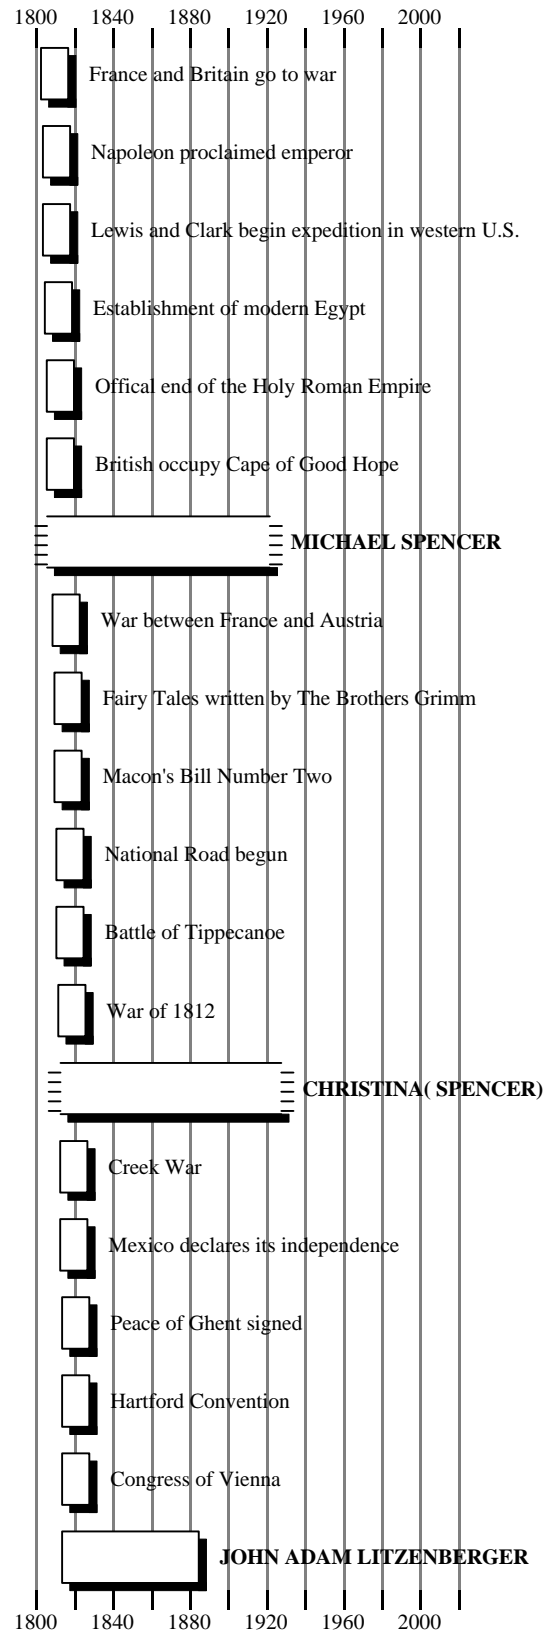 1800 1840 1880 1920 1960 2000
France and Britain go to war
Napoleon proclaimed emperor
Lewis and Clark begin expedition in western U.S.
Establishment of modern Egypt
Offical end of the Holy Roman Empire
British occupy Cape of Good Hope
MICHAEL SPENCER
War between France and Austria
Fairy Tales written by The Brothers Grimm
Macon's Bill Number Two
National Road begun
Battle of Tippecanoe
War of 1812
CHRISTINA( SPENCER)
Creek War
Mexico declares its independence
Peace of Ghent signed
Hartford Convention
Congress of Vienna
JOHN ADAM LITZENBERGER
1800 1840 1880 1920 1960 2000